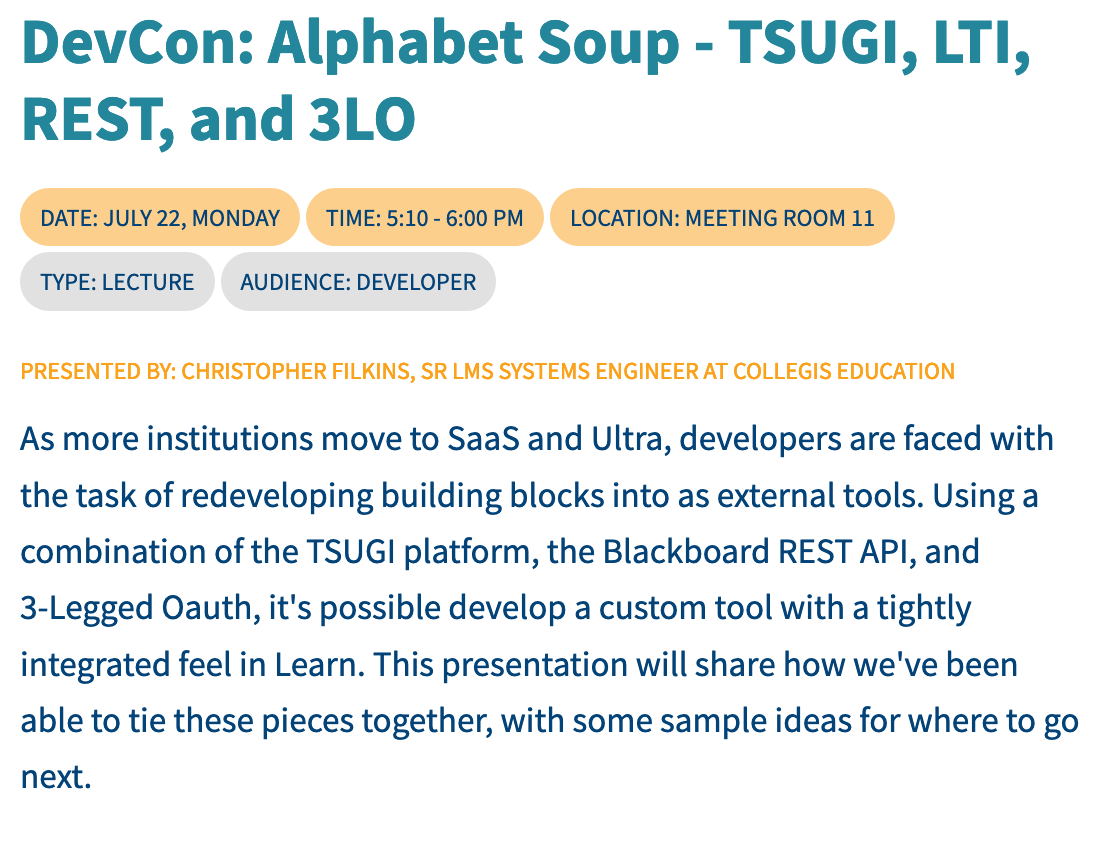 DevCon: Alphabet Soup - TSUGI, LTI,
REST, and 3LO
DATE: JULY 22, MONDAY TIME: 5:10 - 6:00 PM LOCATION: MEETING ROOM 11
TYPE: LECTURE AUDIENCE: DEVELOPER
PRESENTED BY: CHRISTOPHER FILKINS, SR LMS SYSTEMS ENGINEER AT COLLEGIS EDUCATION
As more institutions move to SaaS and Ultra, developers are faced with
the task of redeveloping building blocks into as external tools. Using a
combination of the TSUGI platform, the Blackboard REST API, and
3-Legged Oauth, it's possible develop a custom tool with a tightly
integrated feel in Learn. This presentation will share how we've been
able to tie these pieces together, with some sample ideas for where to go
next.